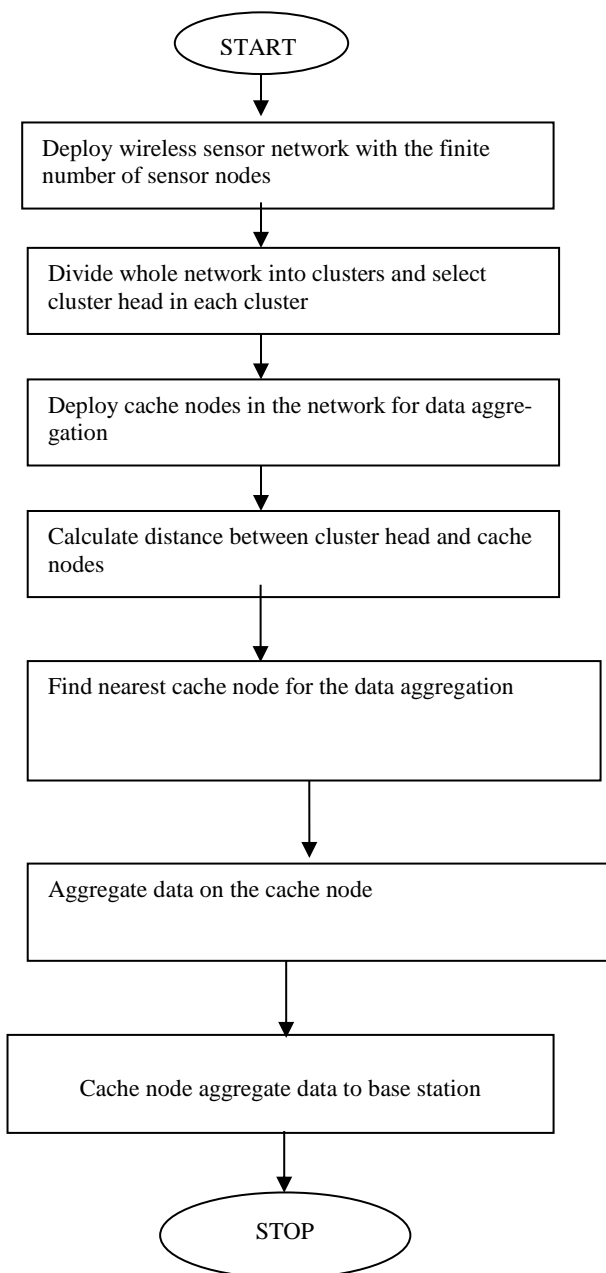 START
Deploy wireless sensor network with the finite
number of sensor nodes
Divide whole network into clusters and select
cluster head in each cluster
Deploy cache nodes in the network for data aggre-
gation
Calculate distance between cluster head and cache
nodes
Find nearest cache node for the data aggregation
Aggregate data on the cache node
Cache node aggregate data to base station
STOP